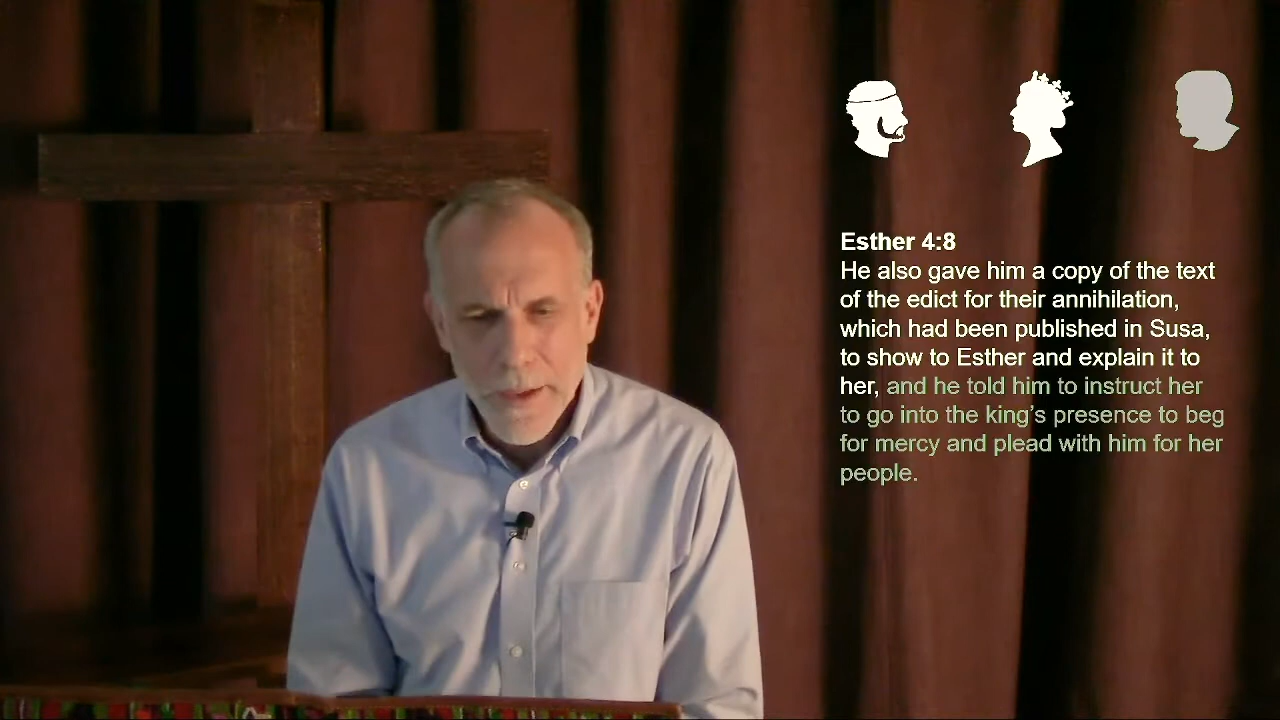 Esther 4:8
He also gave him a copy of the text
of the edict for their annihilation,
which had been published in Susa,
to show to Esther and explain it to
her, and he told him to instruct her
to go into the king’s presence to beg
for mercy and plead with him for her
people.